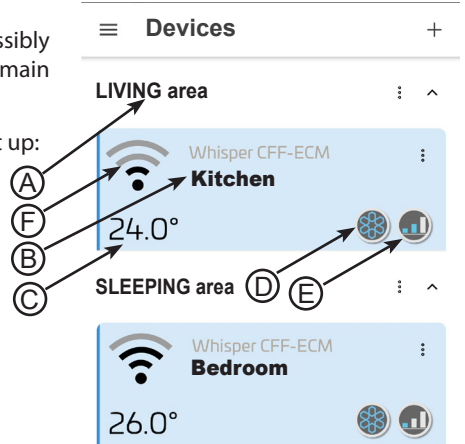 ssibly
main
t up:
Devices
LIVING area
Whisper CFF-ECM
Kitchen
24.0°
SLEEPING area
Whisper CFF-ECM
Bedroom
26.0°
A
F
B
C
D
E